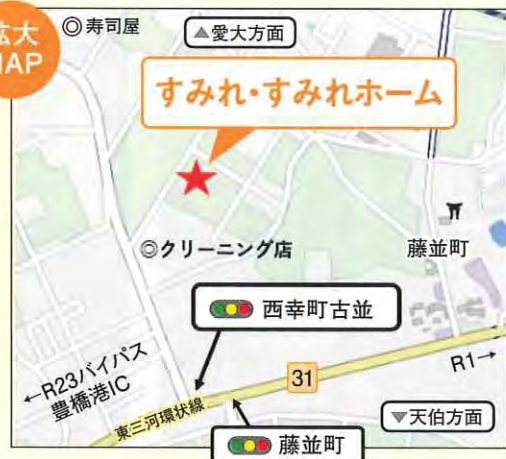 拡大
MAP
◎寿司屋
▲愛大方面
すみれ・すみれホーム
◎クリーニング店
藤並町
西幸町古並
←R23バイパス
豊橋港IC
31
R1→
東三河環状線
▼天伯方面
藤並町